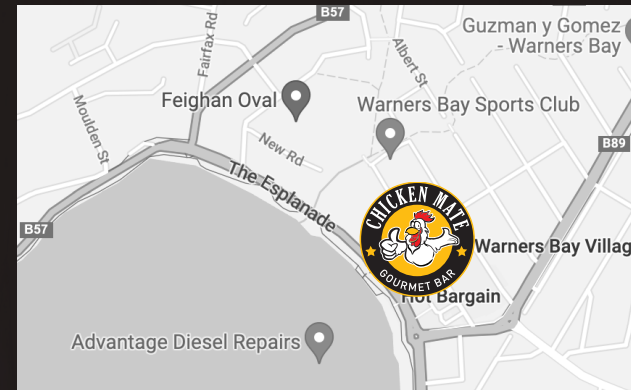 B57
Guzman y Gomez
- Warners Bay
Fairfax Rd
Albert St
Feighan Oval
Warners Bay Sports Club
Moulden St
New Rd
B89
The Esplanade
CHICKEN MATE
GOURMET BAR
B57
Warners Bay Villag
Hot Bargain
Advantage Diesel Repairs